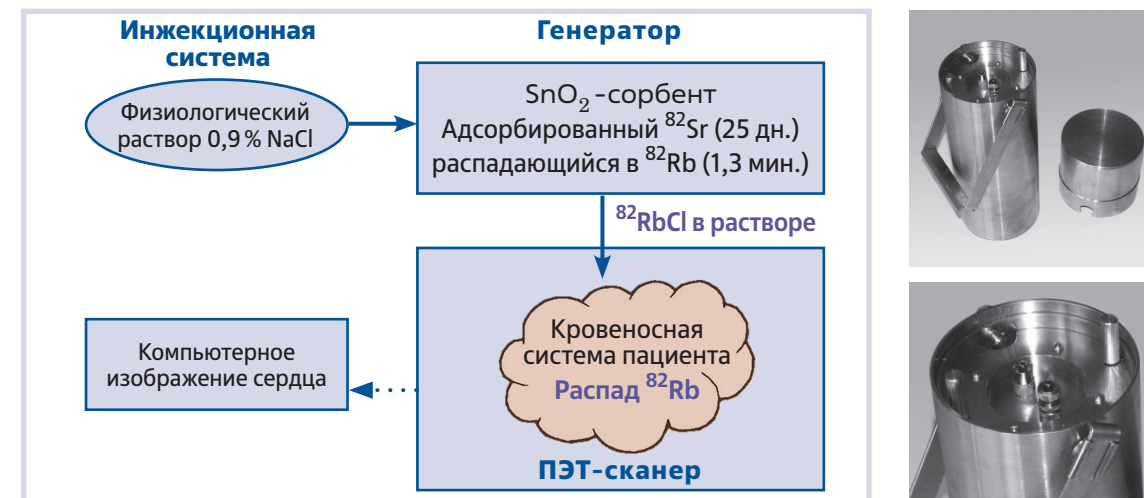 Инжекционная
система
Генератор
Физиологический
раствор 0,9 % NaCl
SnO₂-сорбент
Адсорбированный ⁸²Sr (25 дн.)
распадающийся в ⁸²Rb (1,3 мин.)
⁸²RbCl в растворе
Кровеносная
система пациента
Распад ⁸²Rb
ПЭТ-сканер
Компьютерное
изображение сердца